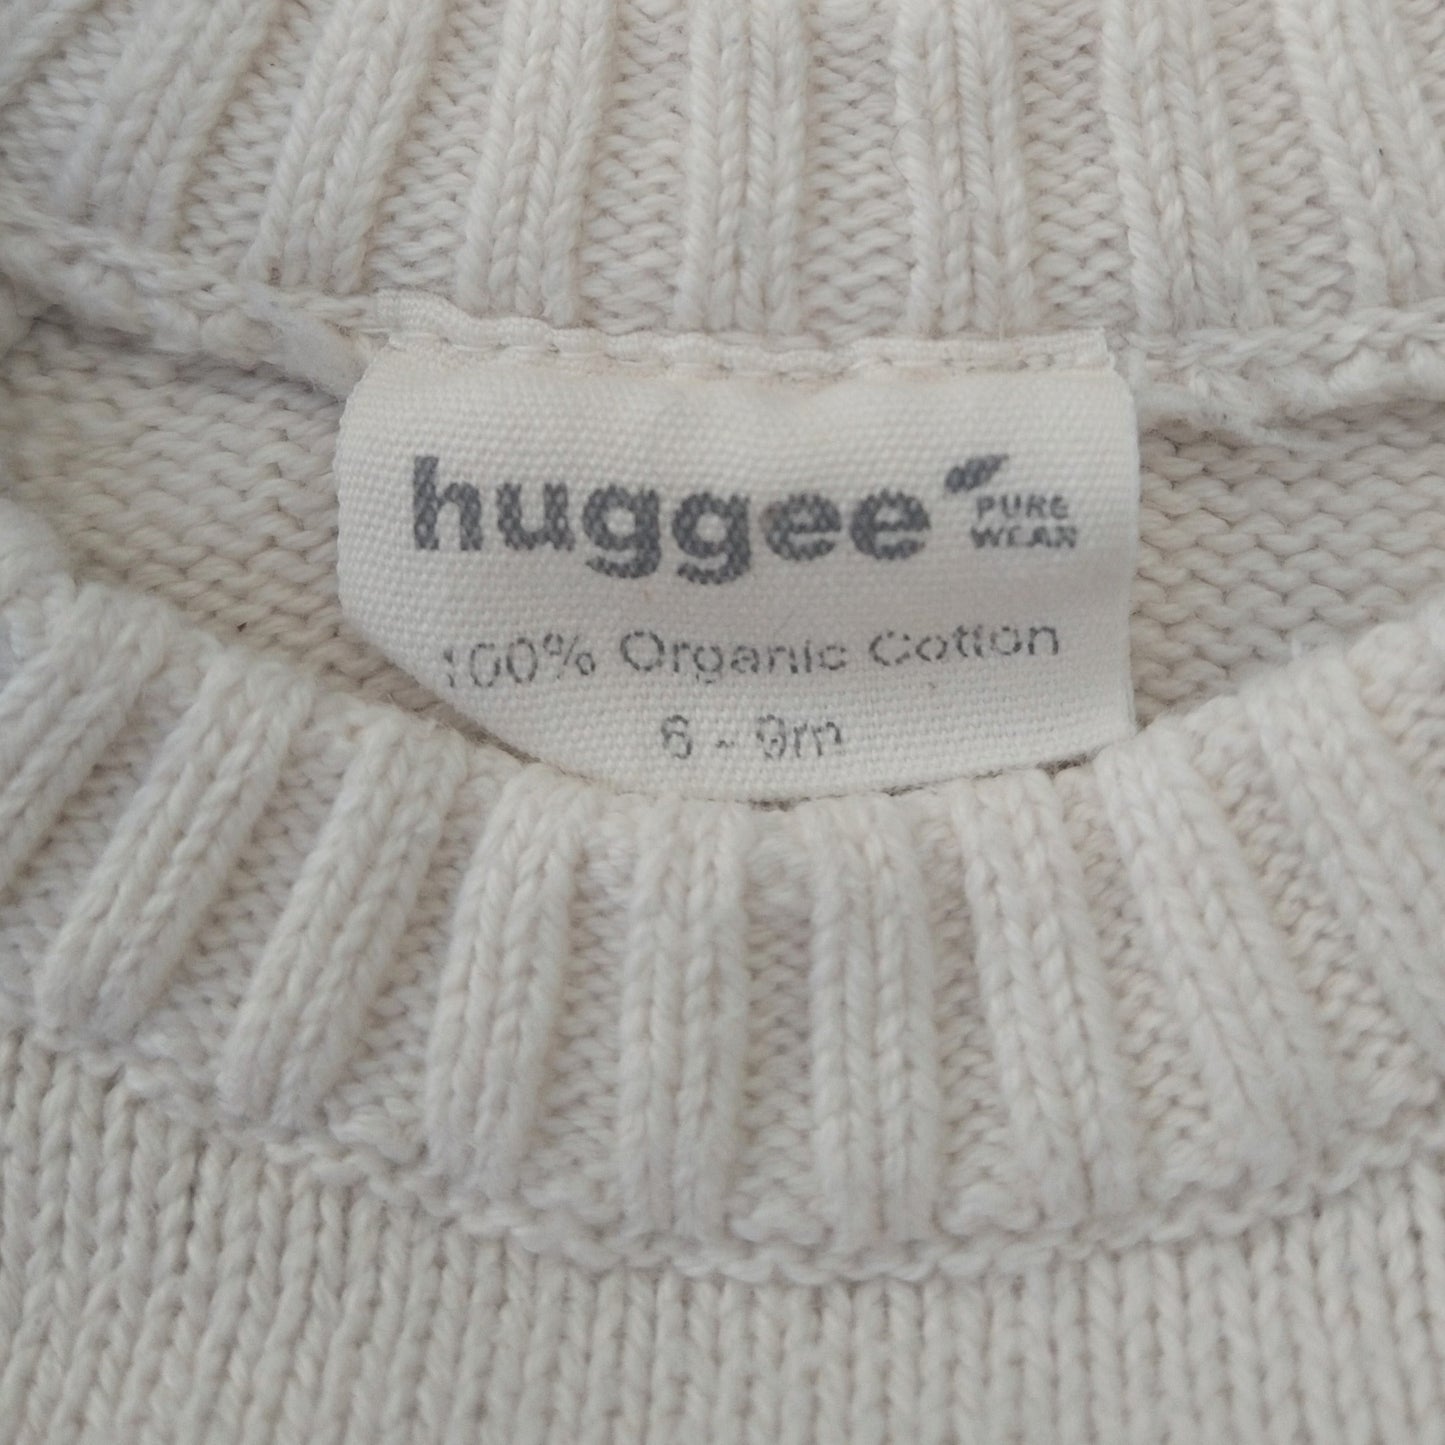 huggee PURE WEAR
100% Organic Cotton
6 - 9m